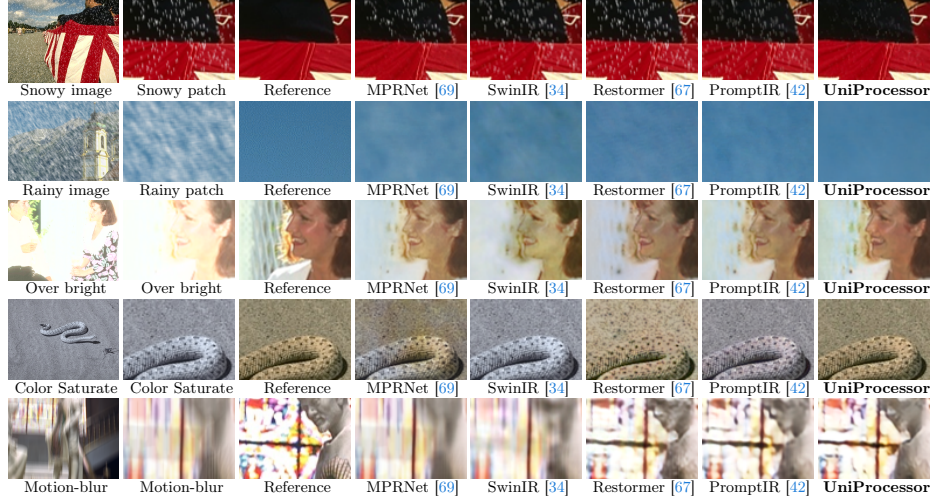 Snowy image Snowy patch Reference MPRNet [69] SwinIR [34] Restormer [67] PromptIR [42] UniProcessor
Rainy image Rainy patch Reference MPRNet [69] SwinIR [34] Restormer [67] PromptIR [42] UniProcessor
Over bright Over bright Reference MPRNet [69] SwinIR [34] Restormer [67] PromptIR [42] UniProcessor
Color Saturate Color Saturate Reference MPRNet [69] SwinIR [34] Restormer [67] PromptIR [42] UniProcessor
Motion-blur Motion-blur Reference MPRNet [69] SwinIR [34] Restormer [67] PromptIR [42] UniProcessor